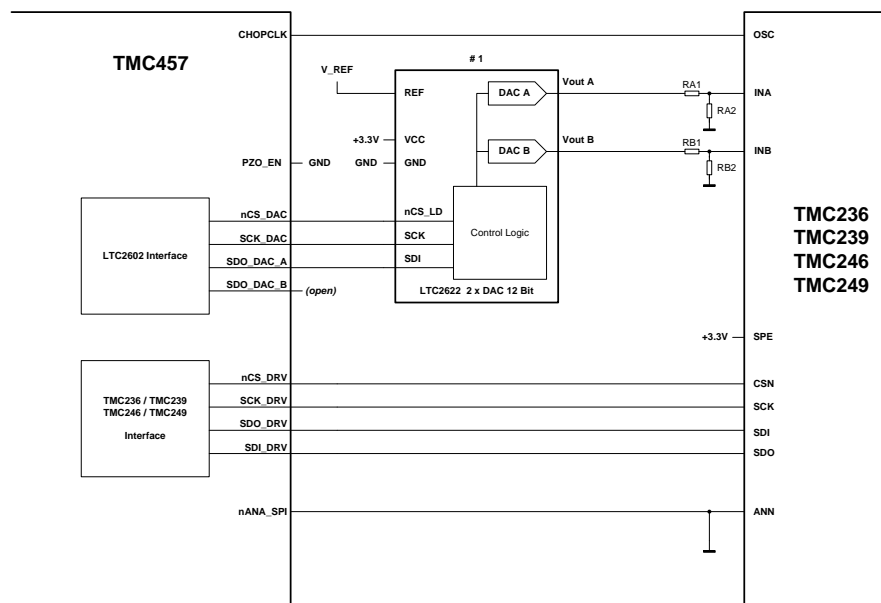 CHOPCLK
OSC
TMC457
# 1
V_REF
REF
DAC A
Vout A
RA1
INA
RA2
+3.3V
VCC
DAC B
Vout B
RB1
INB
RB2
PZO_EN
GND
GND
GND
nCS_DAC
nCS_LD
SCK_DAC
SCK
Control Logic
LTC2602 Interface
SDO_DAC_A
SDI
SDO_DAC_B
(open)
LTC2622 2 x DAC 12 Bit
TMC236
TMC239
TMC246
TMC249
+3.3V
SPE
nCS_DRV
CSN
TMC236 / TMC239
TMC246 / TMC249
Interface
SCK_DRV
SCK
SDO_DRV
SDI
SDI_DRV
SDO
nANA_SPI
ANN